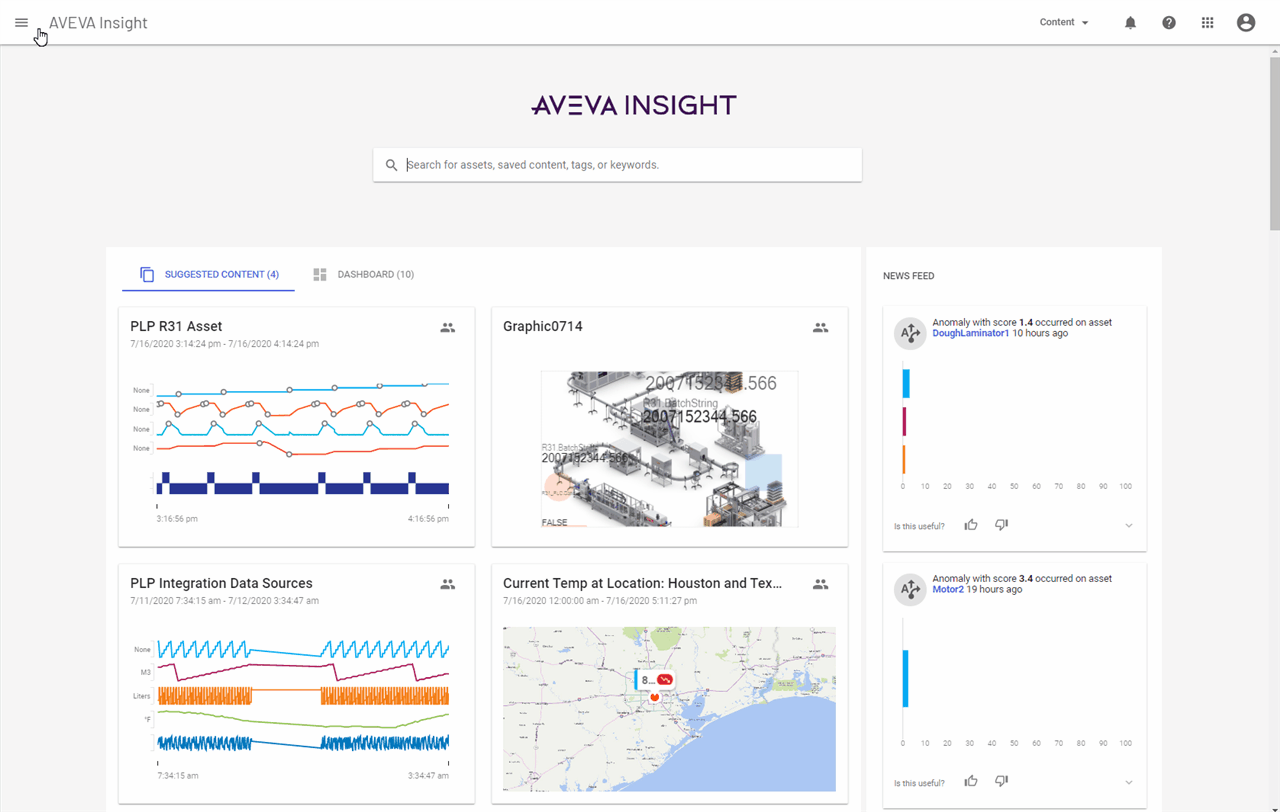 AVEVA Insight
Content
AVEVA INSIGHT
Search for assets, saved content, tags, or keywords.
SUGGESTED CONTENT (4)
DASHBOARD (10)
PLP R31 Asset
7/16/2020 3:14:24 pm - 7/16/2020 4:14:24 pm
None
None
None
None
3:16:56 pm
4:16:56 pm
Graphic0714
2007152344.566
R31 BatchString
2007152344.566
R31 BatchString
2007152344.566
FALSE
PLP Integration Data Sources
7/11/2020 7:34:15 am - 7/12/2020 3:34:47 am
None
M3
Liters
°F
7:34:15 am
3:34:47 am
Current Temp at Location: Houston and Tex...
7/16/2020 12:00:00 am - 7/16/2020 5:11:27 pm
8...
NEWS FEED
Anomaly with score 1.4 occurred on asset
DoughLaminator1 10 hours ago
0 10 20 30 40 50 60 70 80 90 100
Is this useful?
Anomaly with score 3.4 occurred on asset
Motor2 19 hours ago
0 10 20 30 40 50 60 70 80 90 100
Is this useful?